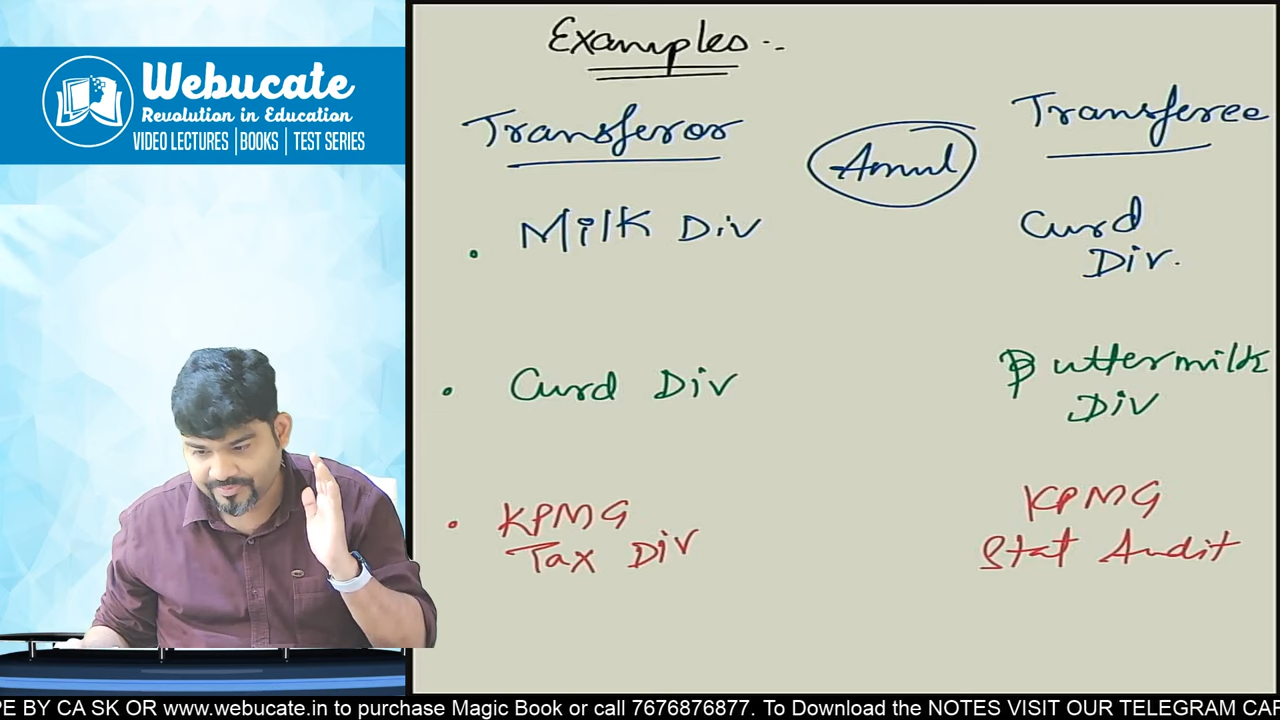 Webucate
Revolution in Education
VIDEO LECTURES | BOOKS | TEST SERIES
Examples :-
Transferor
Amul
Transferee
Milk Div
Curd
Div.
Curd Div
Buttermilk
Div
KPMG
Tax Div
KPMG
Stat Audit
PE BY CA SK OR www.webucate.in to purchase Magic Book or call 7676876877. To Download the NOTES VISIT OUR TELEGRAM CAF